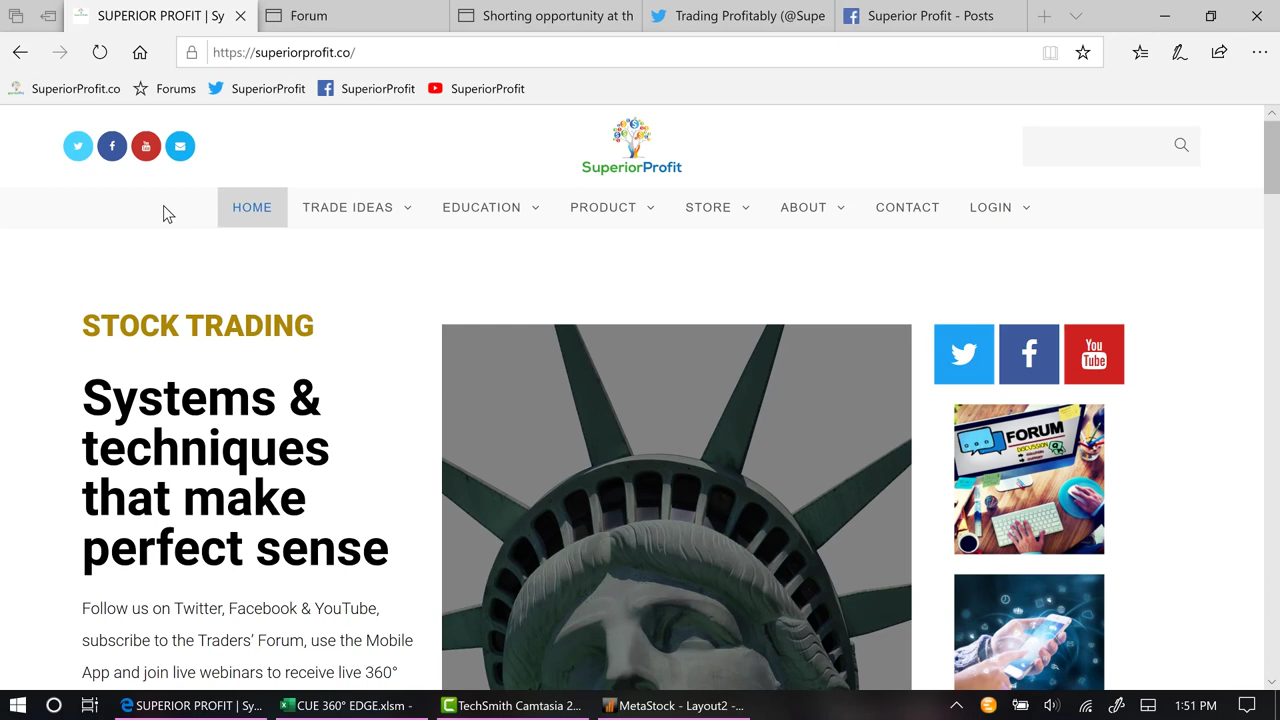 SUPERIOR PROFIT | Sy
Forum
Shorting opportunity at th
Trading Profitably (@Supe
Superior Profit - Posts
https://superiorprofit.co/
SuperiorProfit.co
Forums
SuperiorProfit
SuperiorProfit
SuperiorProfit
SuperiorProfit
HOME
TRADE IDEAS
EDUCATION
PRODUCT
STORE
ABOUT
CONTACT
LOGIN
STOCK TRADING
Systems &
techniques
that make
perfect sense
Follow us on Twitter, Facebook & YouTube,
subscribe to the Traders’ Forum, use the Mobile
App and join live webinars to receive live 360°
You
Tube
FORUM
DISCUSSION
SUPERIOR PROFIT | Sy...
CUE 360° EDGE.xlsm -
TechSmith Camtasia 2...
MetaStock - Layout2 -...
1:51 PM